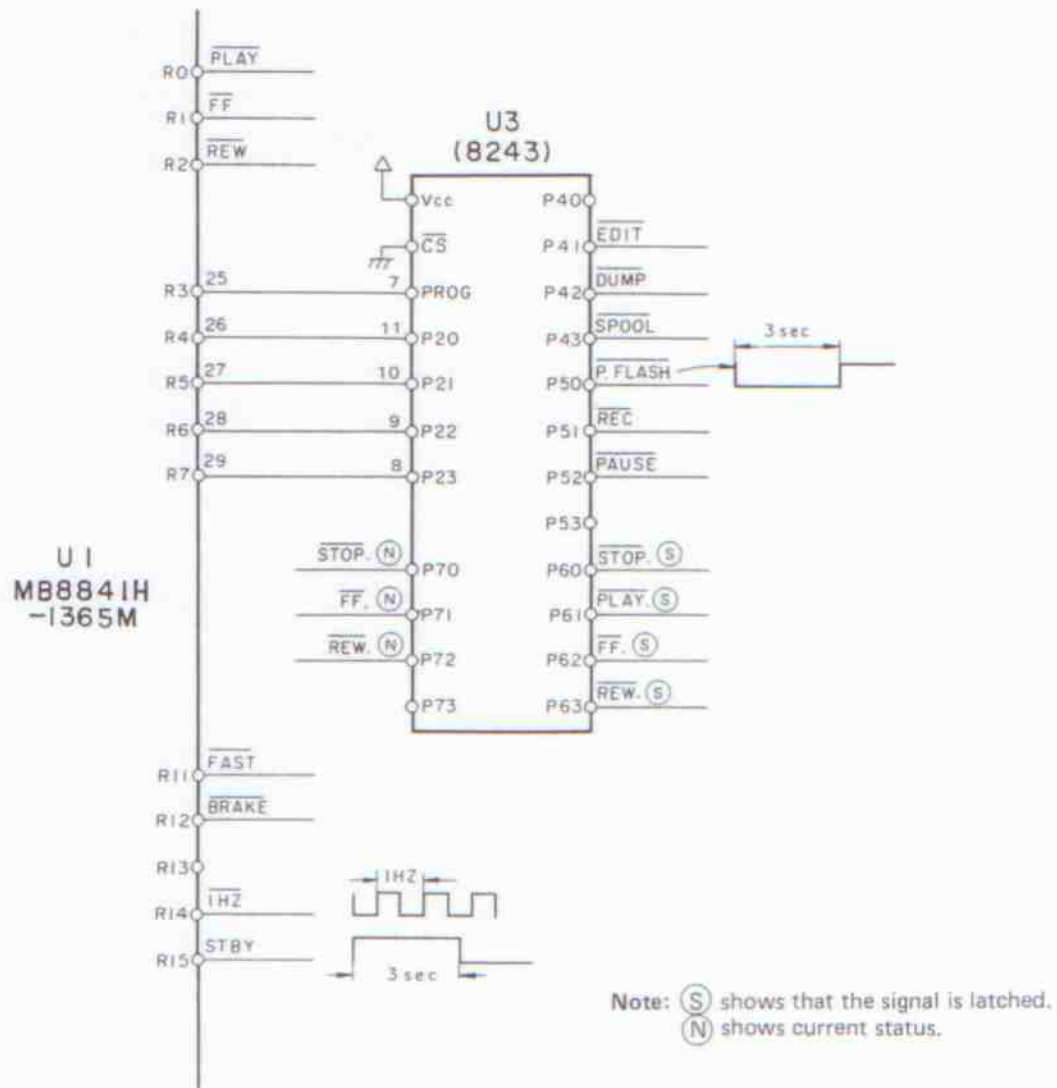 R0 PLAY
R1 FF
R2 REW
U3
(8243)
Vcc P40
CS P41 EDIT
R3 25 7 PROG P42 DUMP
R4 26 11 P20 P43 SPOOL
3 sec
R5 27 10 P21 P50 P. FLASH
R6 28 9 P22 P51 REC
R7 29 8 P23 P52 PAUSE
P53
U1
MB8841H
-1365M
STOP. N P70 P60 STOP. S
FF. N P71 P61 PLAY. S
REW. N P72 P62 FF. S
P73 P63 REW. S
R11 FAST
R12 BRAKE
R13
R14 1HZ 1HZ
R15 STBY
3 sec
Note: S shows that the signal is latched.
N shows current status.